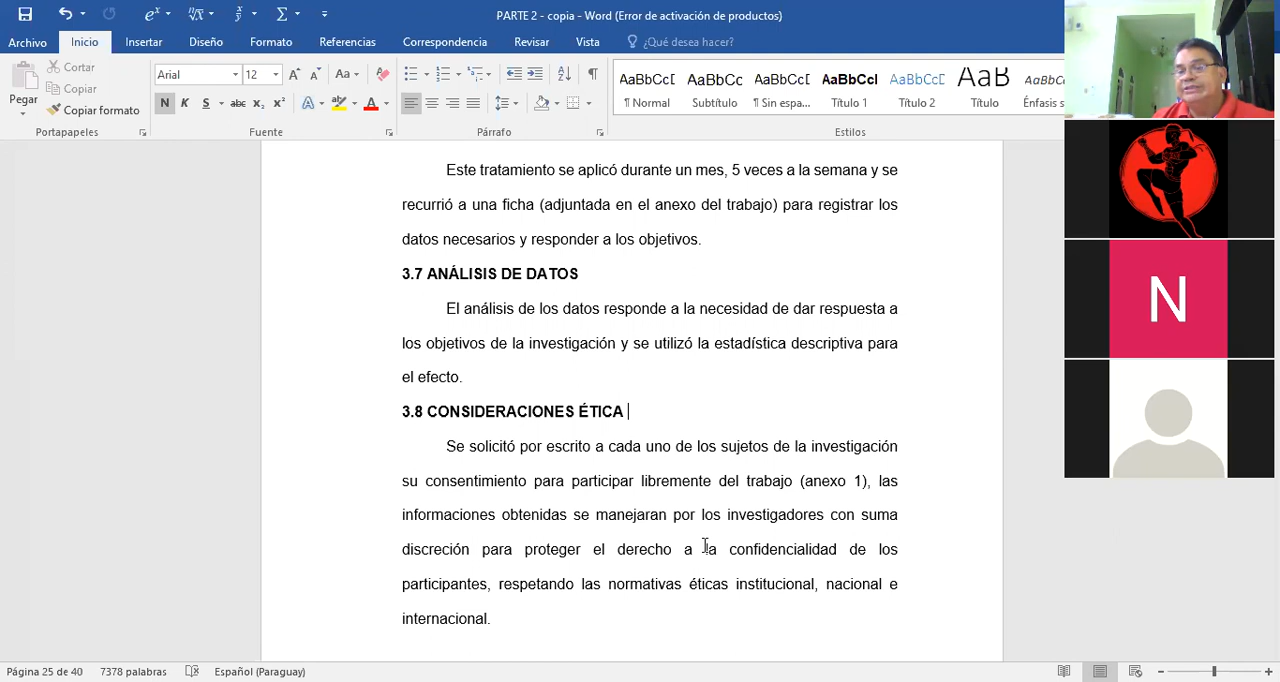 PARTE 2 - copia - Word (Error de activación de productos)
Archivo Inicio Insertar Diseño Formato Referencias Correspondencia Revisar Vista ¿Qué desea hacer?
Pegar
Cortar
Copiar
Copiar formato
Portapapeles
Arial 12
Aa
N K S abc x₂ x²
Fuente
Párrafo
AaBbCcD AaBbCc AaBbCcD AaBbCcI AaBbCcD AaB AaBbCc
¶ Normal Subtítulo ¶ Sin espa... Título 1 Título 2 Título Énfasis s
Estilos
Este tratamiento se aplicó durante un mes, 5 veces a la semana y se
recurrió a una ficha (adjuntada en el anexo del trabajo) para registrar los
datos necesarios y responder a los objetivos.
3.7 ANÁLISIS DE DATOS
El análisis de los datos responde a la necesidad de dar respuesta a
los objetivos de la investigación y se utilizó la estadística descriptiva para
el efecto.
3.8 CONSIDERACIONES ÉTICA
Se solicitó por escrito a cada uno de los sujetos de la investigación
su consentimiento para participar libremente del trabajo (anexo 1), las
informaciones obtenidas se manejaran por los investigadores con suma
discreción para proteger el derecho a la confidencialidad de los
participantes, respetando las normativas éticas institucional, nacional e
internacional.
N
Página 25 de 40 7378 palabras Español (Paraguay)